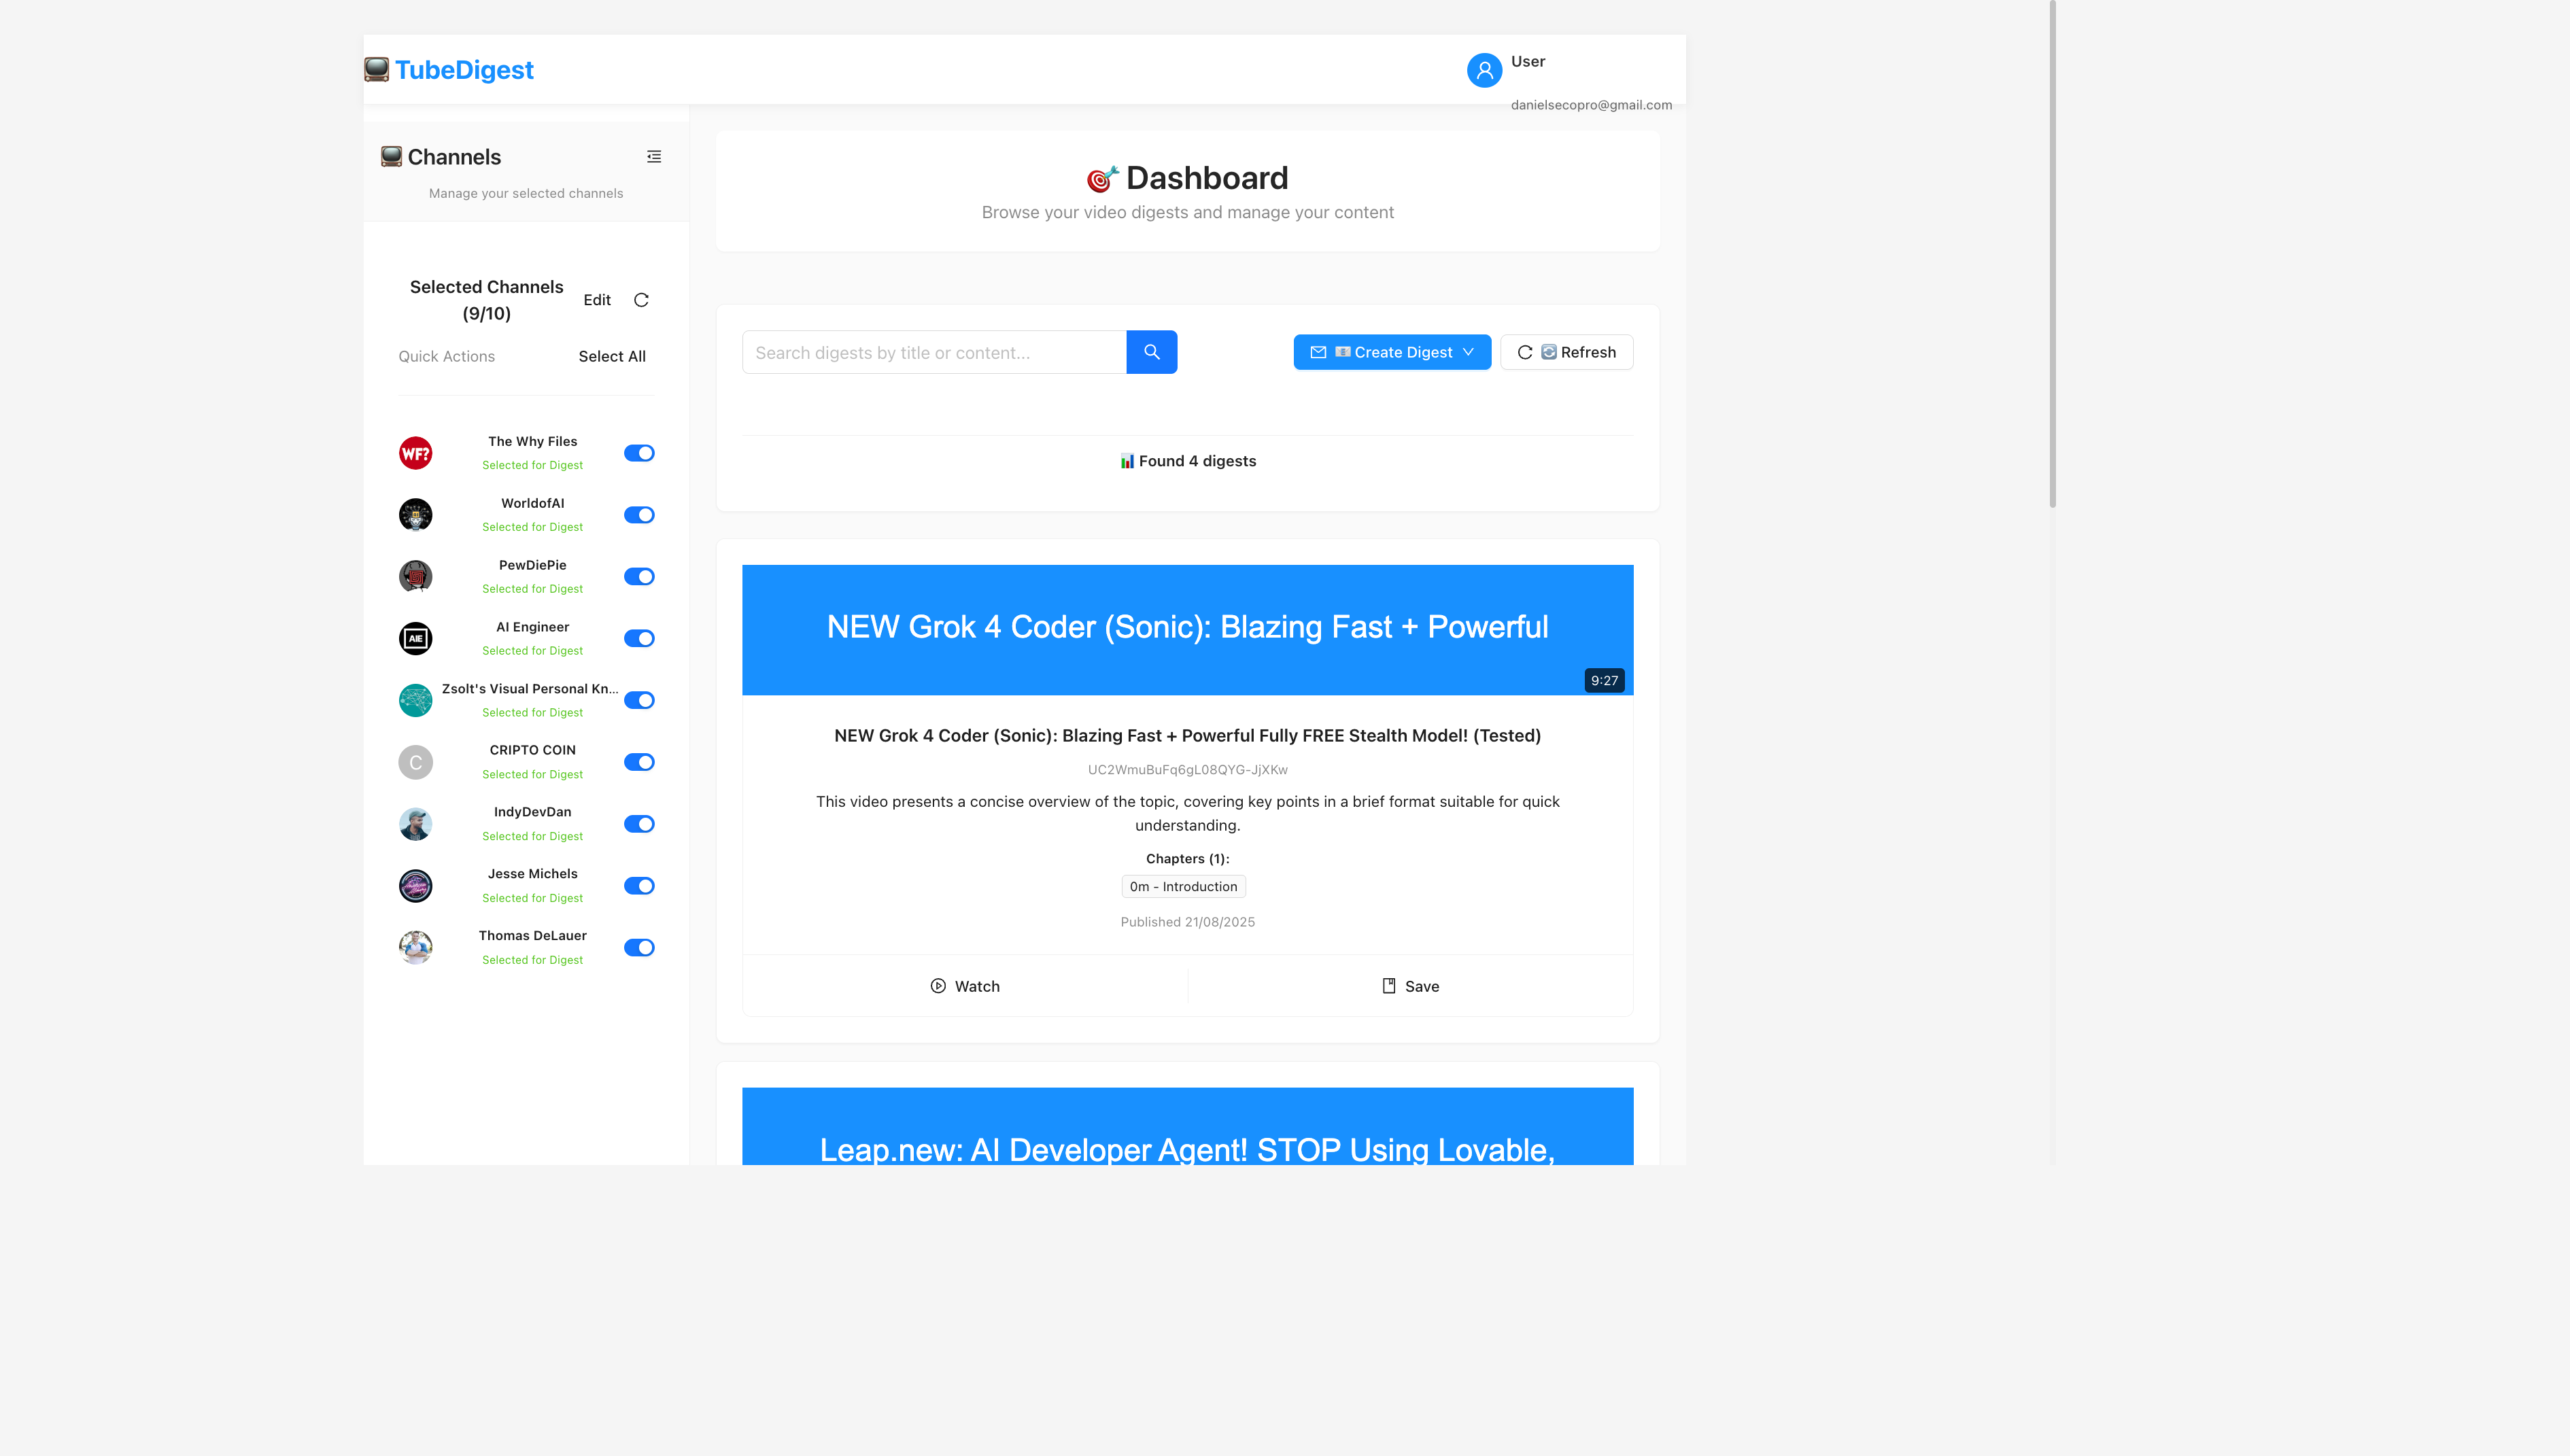 TubeDigest
User
danielsecopro@gmail.com
Channels
Manage your selected channels
Selected Channels
(9/10)
Edit
Quick Actions
Select All
The Why Files
Selected for Digest
WorldofAI
Selected for Digest
PewDiePie
Selected for Digest
AI Engineer
Selected for Digest
Zsolt's Visual Personal Kn...
Selected for Digest
CRIPTO COIN
Selected for Digest
IndyDevDan
Selected for Digest
Jesse Michels
Selected for Digest
Thomas DeLauer
Selected for Digest
WF?
AIE
C
Dashboard
Browse your video digests and manage your content
Search digests by title or content...
Create Digest
Refresh
Found 4 digests
NEW Grok 4 Coder (Sonic): Blazing Fast + Powerful
9:27
NEW Grok 4 Coder (Sonic): Blazing Fast + Powerful Fully FREE Stealth Model! (Tested)
UC2WmuBuFq6gL08QYG-JjXKw
This video presents a concise overview of the topic, covering key points in a brief format suitable for quick
understanding.
Chapters (1):
0m - Introduction
Published 21/08/2025
Watch
Save
Leap.new: AI Developer Agent! STOP Using Lovable,